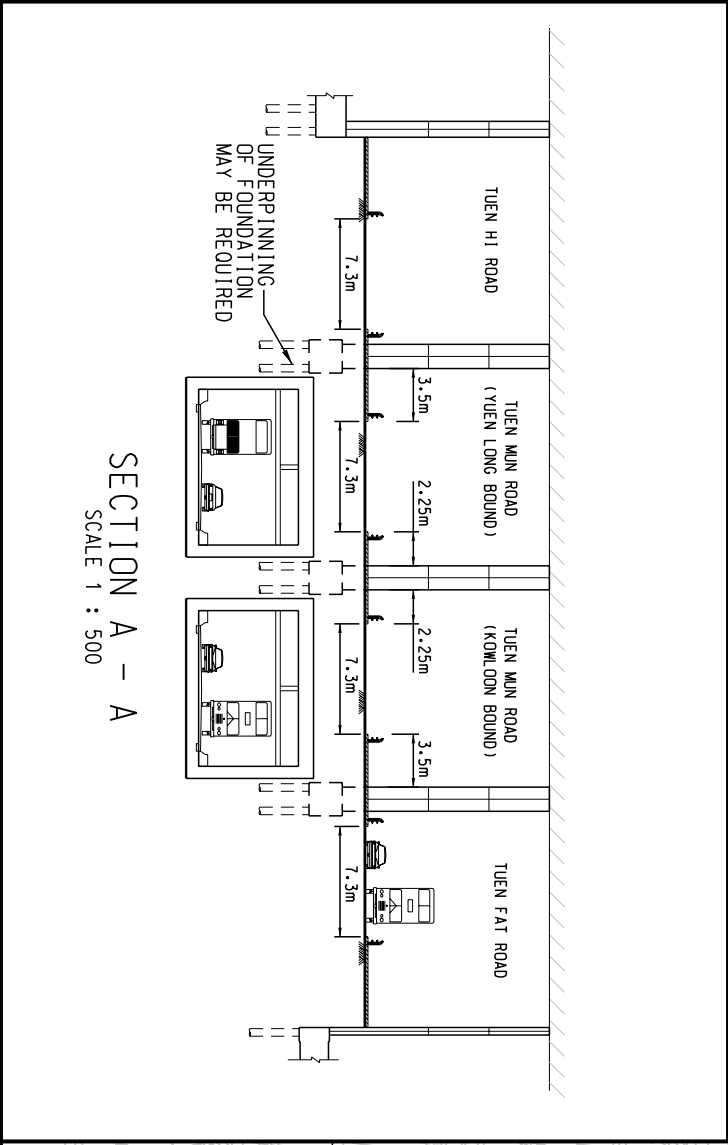 TUEN HI ROAD
TUEN MUN ROAD
(YUEN LONG BOUND)
TUEN MUN ROAD
(KOWLOON BOUND)
TUEN FAT ROAD
3.5m
2.25m
2.25m
3.5m
7.3m
7.3m
7.3m
7.3m
UNDERPINNING
OF FOUNDATION
MAY BE REQUIRED
SECTION A - A
SCALE 1 : 500